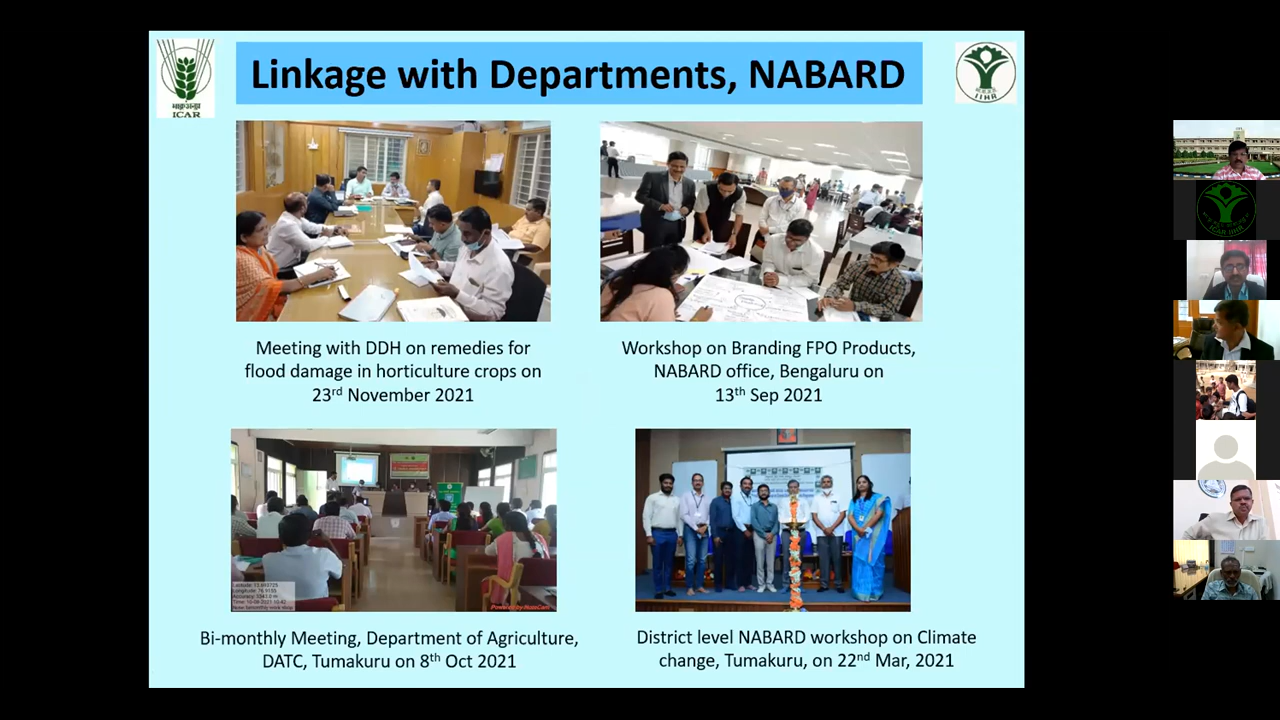 Linkage with Departments, NABARD
ICAR
IIHR
Meeting with DDH on remedies for
flood damage in horticulture crops on
23rd November 2021
Workshop on Branding FPO Products,
NABARD office, Bengaluru on
13th Sep 2021
Bi-monthly Meeting, Department of Agriculture,
DATC, Tumakuru on 8th Oct 2021
District level NABARD workshop on Climate
change, Tumakuru, on 22nd Mar, 2021